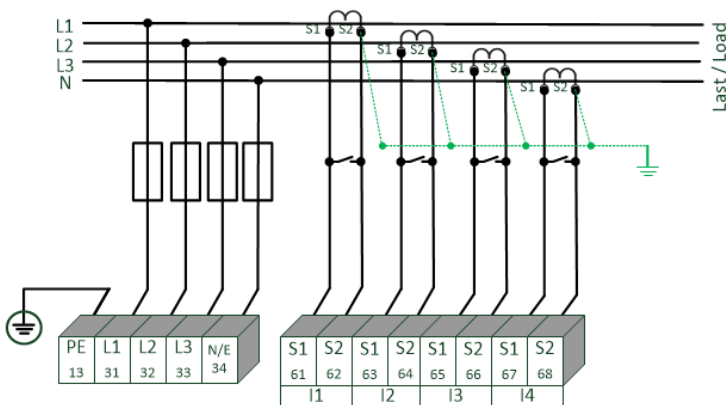 L1
L2
L3
N
S1 S2
S1 S2
S1 S2
S1 S2
Last / Load
PE L1 L2 L3 N/E
13 31 32 33 34
S1 S2 S1 S2 S1 S2 S1 S2
61 62 63 64 65 66 67 68
I1 I2 I3 I4